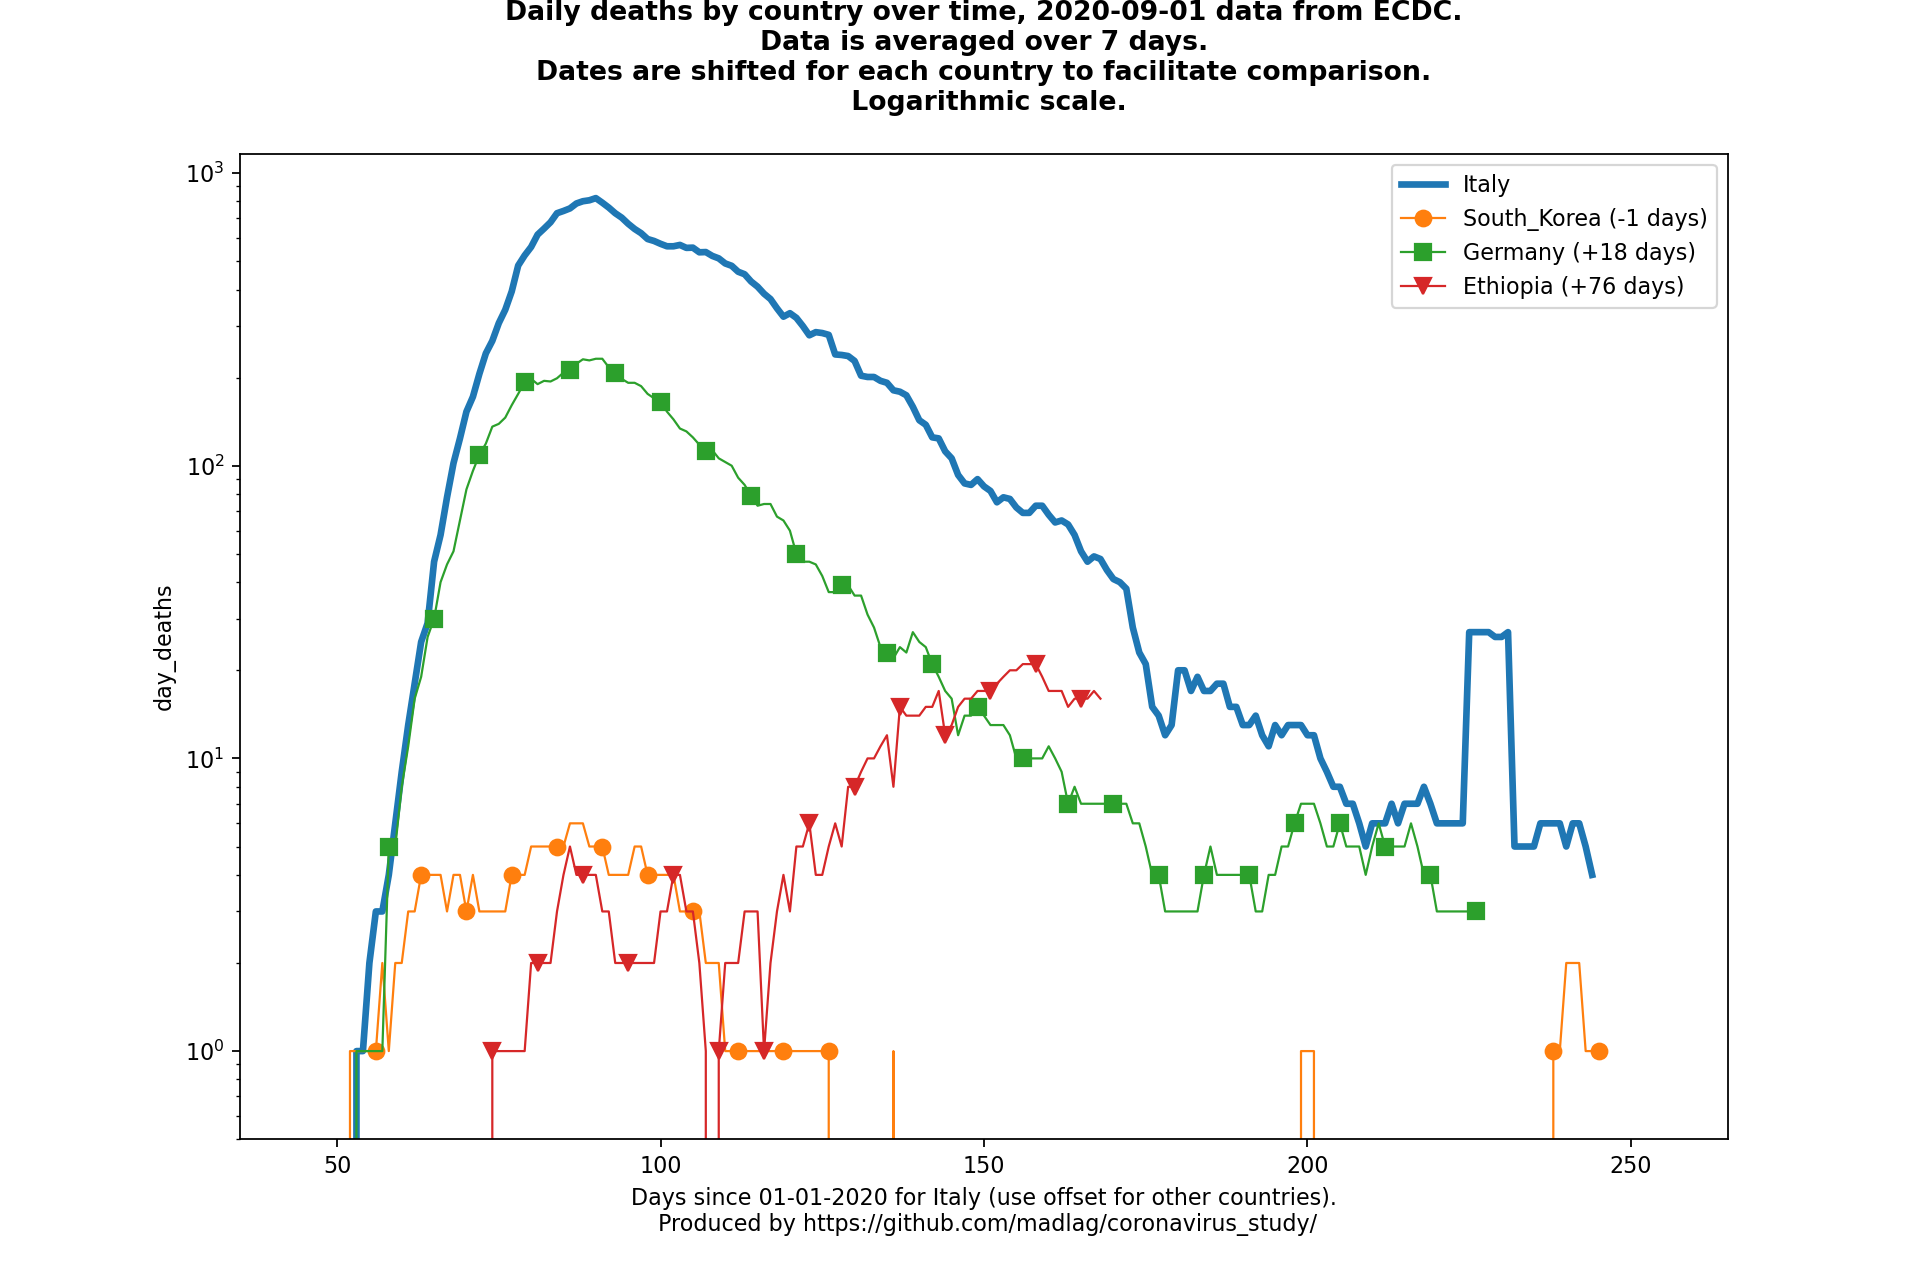 Daily deaths by country over time, 2020-09-01 data from ECDC.
Data is averaged over 7 days.
Dates are shifted for each country to facilitate comparison.
Logarithmic scale.
10³
10²
10¹
10⁰
day_deaths
Italy
South_Korea (-1 days)
Germany (+18 days)
Ethiopia (+76 days)
50 100 150 200 250
Days since 01-01-2020 for Italy (use offset for other countries).
Produced by https://github.com/madlag/coronavirus_study/